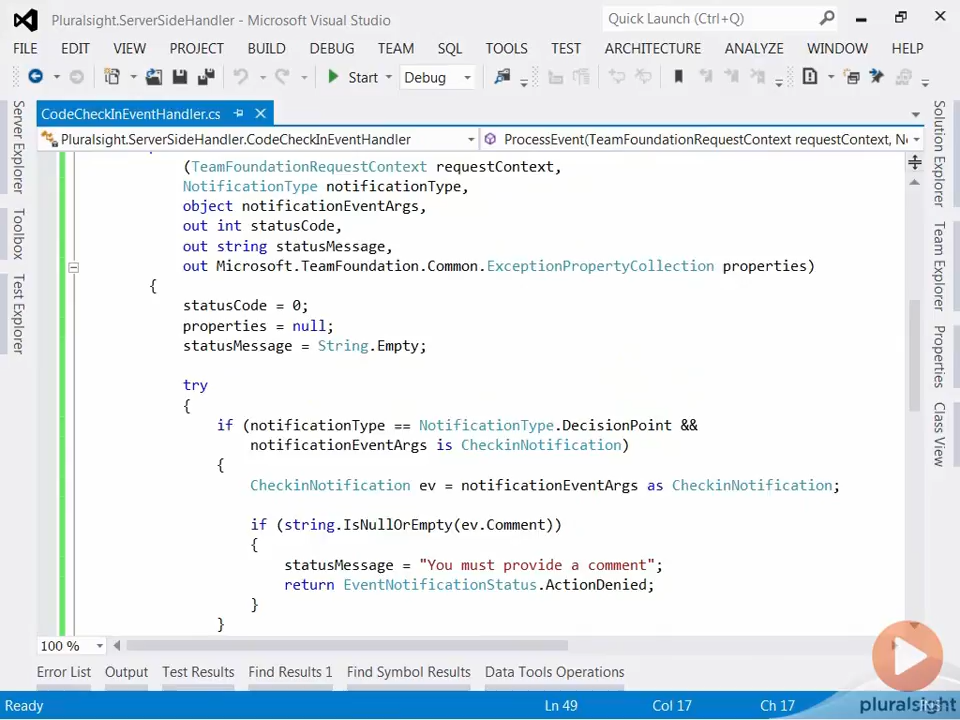 Pluralsight.ServerSideHandler - Microsoft Visual Studio
Quick Launch (Ctrl+Q)
FILE EDIT VIEW PROJECT BUILD DEBUG TEAM SQL TOOLS TEST ARCHITECTURE ANALYZE WINDOW HELP
Start Debug
CodeCheckInEventHandler.cs
Pluralsight.ServerSideHandler.CodeCheckInEventHandler
ProcessEvent(TeamFoundationRequestContext requestContext, No
Server Explorer
Toolbox
Test Explorer
(TeamFoundationRequestContext requestContext,
NotificationType notificationType,
object notificationEventArgs,
out int statusCode,
out string statusMessage,
out Microsoft.TeamFoundation.Common.ExceptionPropertyCollection properties)
{
statusCode = 0;
properties = null;
statusMessage = String.Empty;
try
{
if (notificationType == NotificationType.DecisionPoint &&
notificationEventArgs is CheckinNotification)
{
CheckinNotification ev = notificationEventArgs as CheckinNotification;
if (string.IsNullOrEmpty(ev.Comment))
{
statusMessage = "You must provide a comment";
return EventNotificationStatus.ActionDenied;
}
}
Solution Explorer
Team Explorer
Properties
Class View
100 %
Error List Output Test Results Find Results 1 Find Symbol Results Data Tools Operations
Ready Ln 49 Col 17 Ch 17
pluralsight